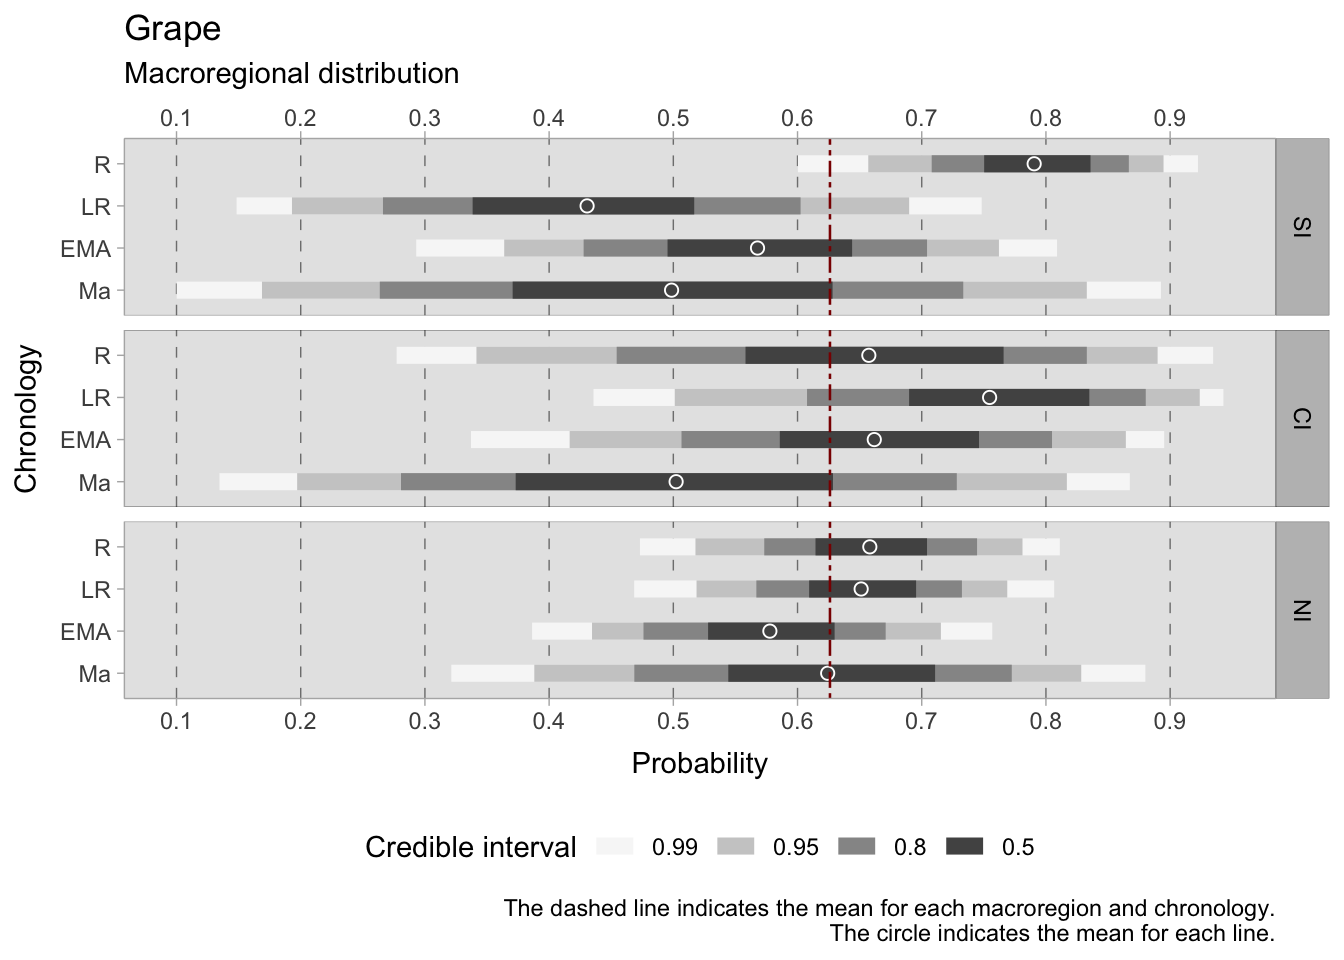 Grape
Macroregional distribution
0.1 0.2 0.3 0.4 0.5 0.6 0.7 0.8 0.9
R
LR
EMA
Ma
SI
Chronology
R
LR
EMA
Ma
CI
R
LR
EMA
Ma
NI
0.1 0.2 0.3 0.4 0.5 0.6 0.7 0.8 0.9
Probability
Credible interval 0.99 0.95 0.8 0.5
The dashed line indicates the mean for each macroregion and chronology.
The circle indicates the mean for each line.